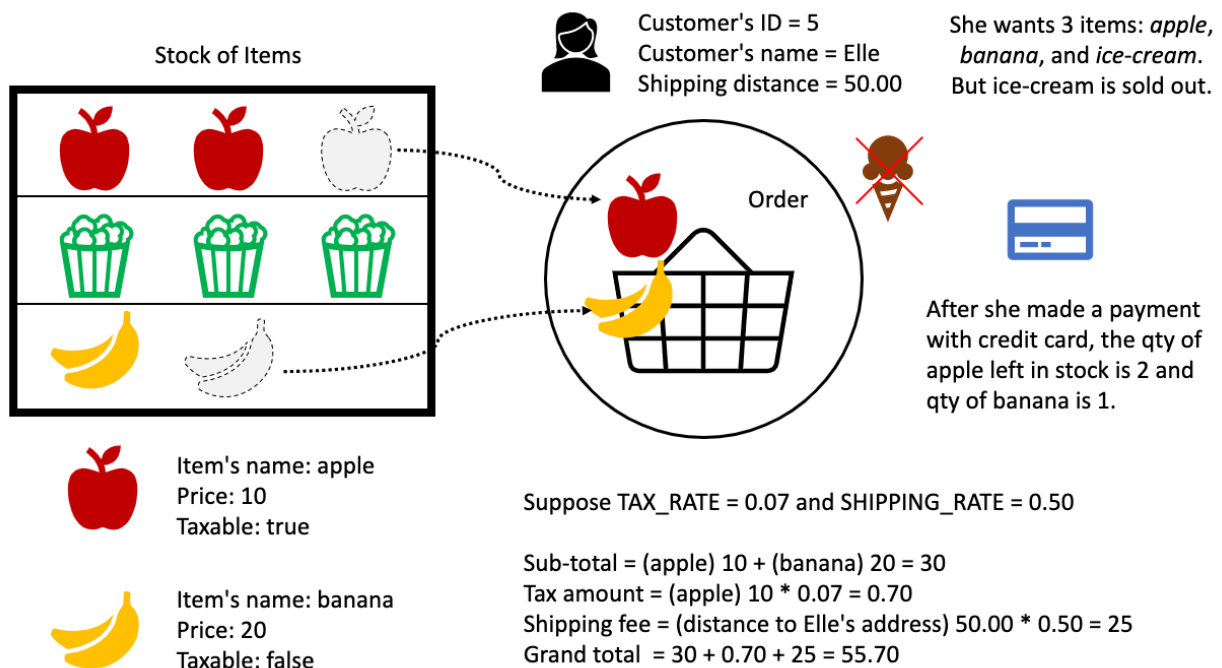 Stock of Items
Customer's ID = 5
Customer's name = Elle
Shipping distance = 50.00
She wants 3 items: apple,
banana, and ice-cream.
But ice-cream is sold out.
Order
After she made a payment
with credit card, the qty of
apple left in stock is 2 and
qty of banana is 1.
Item's name: apple
Price: 10
Taxable: true
Item's name: banana
Price: 20
Taxable: false
Suppose TAX_RATE = 0.07 and SHIPPING_RATE = 0.50
Sub-total = (apple) 10 + (banana) 20 = 30
Tax amount = (apple) 10 * 0.07 = 0.70
Shipping fee = (distance to Elle's address) 50.00 * 0.50 = 25
Grand total = 30 + 0.70 + 25 = 55.70